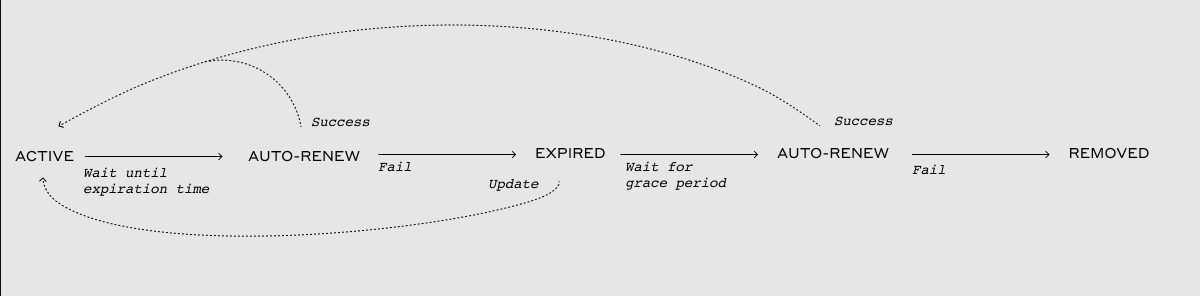 Success
Success
ACTIVE
AUTO-RENEW
EXPIRED
AUTO-RENEW
REMOVED
Wait until
expiration time
Fail
Update
Wait for
grace period
Fail